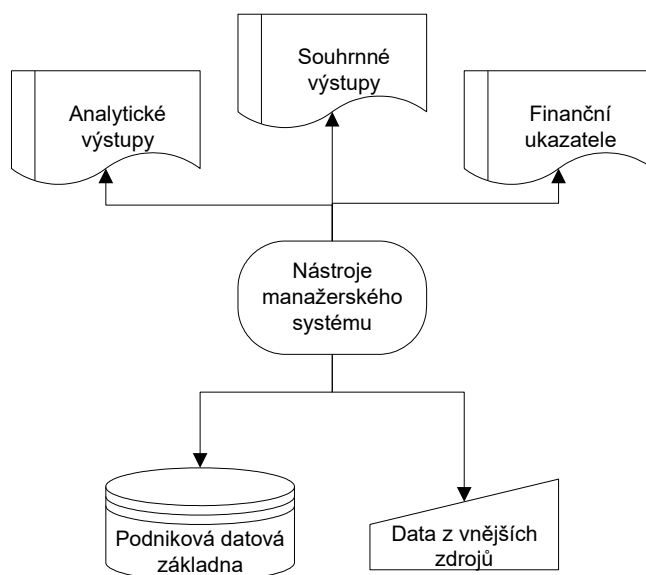 Souhrnné
výstupy
Analytické
výstupy
Finanční
ukazatele
Nástroje
manažerského
systému
Podniková datová
základna
Data z vnějších
zdrojů